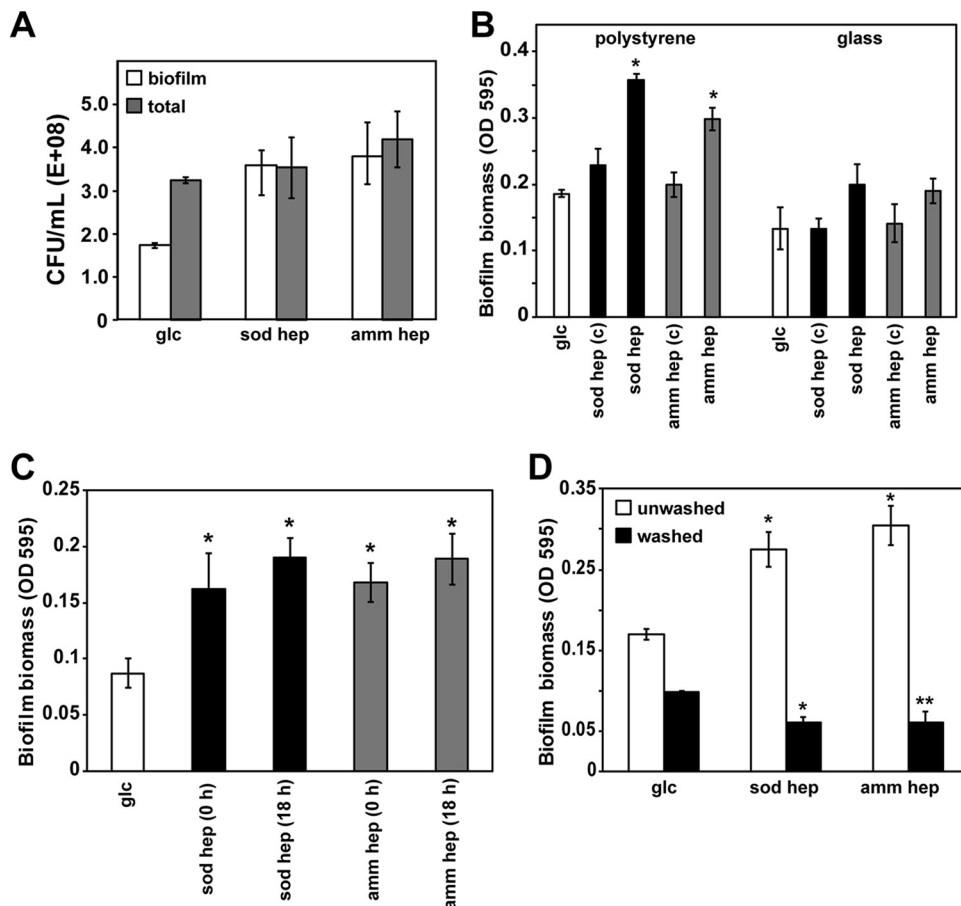 A
CFU/mL (E+08)
5.0
4.0
3.0
2.0
1.0
0
biofilm
total
glc
sod hep
amm hep
B
Biofilm biomass (OD 595)
0.4
0.3
0.2
0.1
0
polystyrene
glass
*
*
glc
sod hep (c)
sod hep
amm hep (c)
amm hep
glc
sod hep (c)
sod hep
amm hep (c)
amm hep
C
Biofilm biomass (OD 595)
0.25
0.2
0.15
0.1
0.05
0
*
*
*
*
glc
sod hep (0 h)
sod hep (18 h)
amm hep (0 h)
amm hep (18 h)
D
Biofilm biomass (OD 595)
0.35
0.25
0.15
0.05
0
unwashed
washed
*
*
*
**
glc
sod hep
amm hep